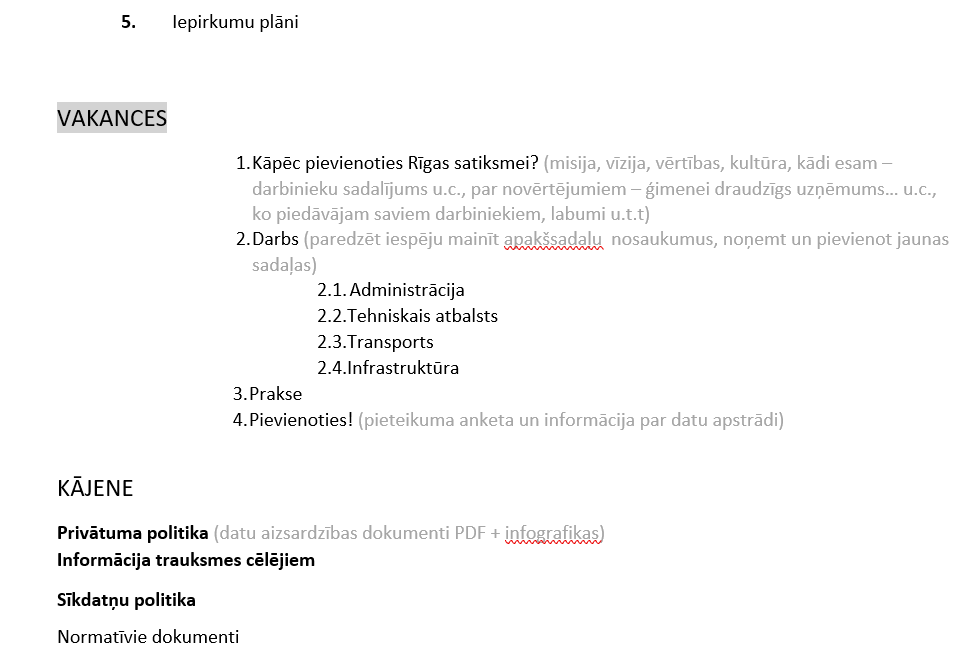 5. Iepirkumu plāni
VAKANCES
1.Kāpēc pievienoties Rīgas satiksmei? (misija, vīzija, vērtības, kultūra, kādi esam –
darbinieku sadalījums u.c., par novērtējumiem – ģimenei draudzīgs uzņēmums… u.c.,
ko piedāvājam saviem darbiniekiem, labumi u.t.t)
2.Darbs (paredzēt iespēju mainīt apakšsadaļu nosaukumus, noņemt un pievienot jaunas
sadaļas)
2.1. Administrācija
2.2.Tehniskais atbalsts
2.3.Transports
2.4.Infrastruktūra
3.Prakse
4.Pievienoties! (pieteikuma anketa un informācija par datu apstrādi)
KĀJENE
Privātuma politika (datu aizsardzības dokumenti PDF + infografikas)
Informācija trauksmes cēlējiem
Sīkdatņu politika
Normatīvie dokumenti